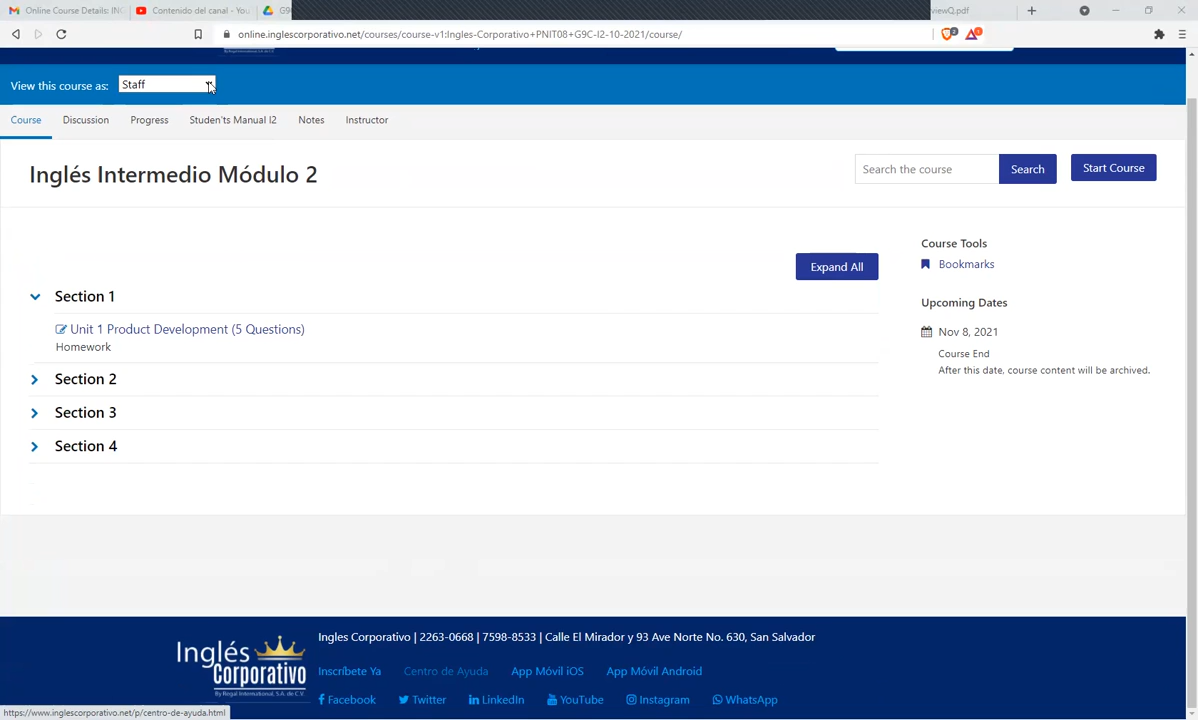 Online Course Details: IN
Contenido del canal - You
G9
iewQ.pdf
online.inglescorporativo.net/courses/course-v1:Ingles-Corporativo+PNIT08+G9C-I2-10-2021/course/
View this course as: Staff
Course Discussion Progress Studen'ts Manual I2 Notes Instructor
Inglés Intermedio Módulo 2
Search the course Search Start Course
Expand All
Course Tools
Bookmarks
Section 1
Upcoming Dates
Unit 1 Product Development (5 Questions)
Nov 8, 2021
Homework
Course End
After this date, course content will be archived.
Section 2
Section 3
Section 4
Inglés
Corporativo
By Regal International, S.A. de C.V.
Ingles Corporativo | 2263-0668 | 7598-8533 | Calle El Mirador y 93 Ave Norte No. 630, San Salvador
Inscríbete Ya Centro de Ayuda App Móvil iOS App Móvil Android
Facebook Twitter LinkedIn YouTube Instagram WhatsApp
https://www.inglescorporativo.net/p/centro-de-ayuda.html